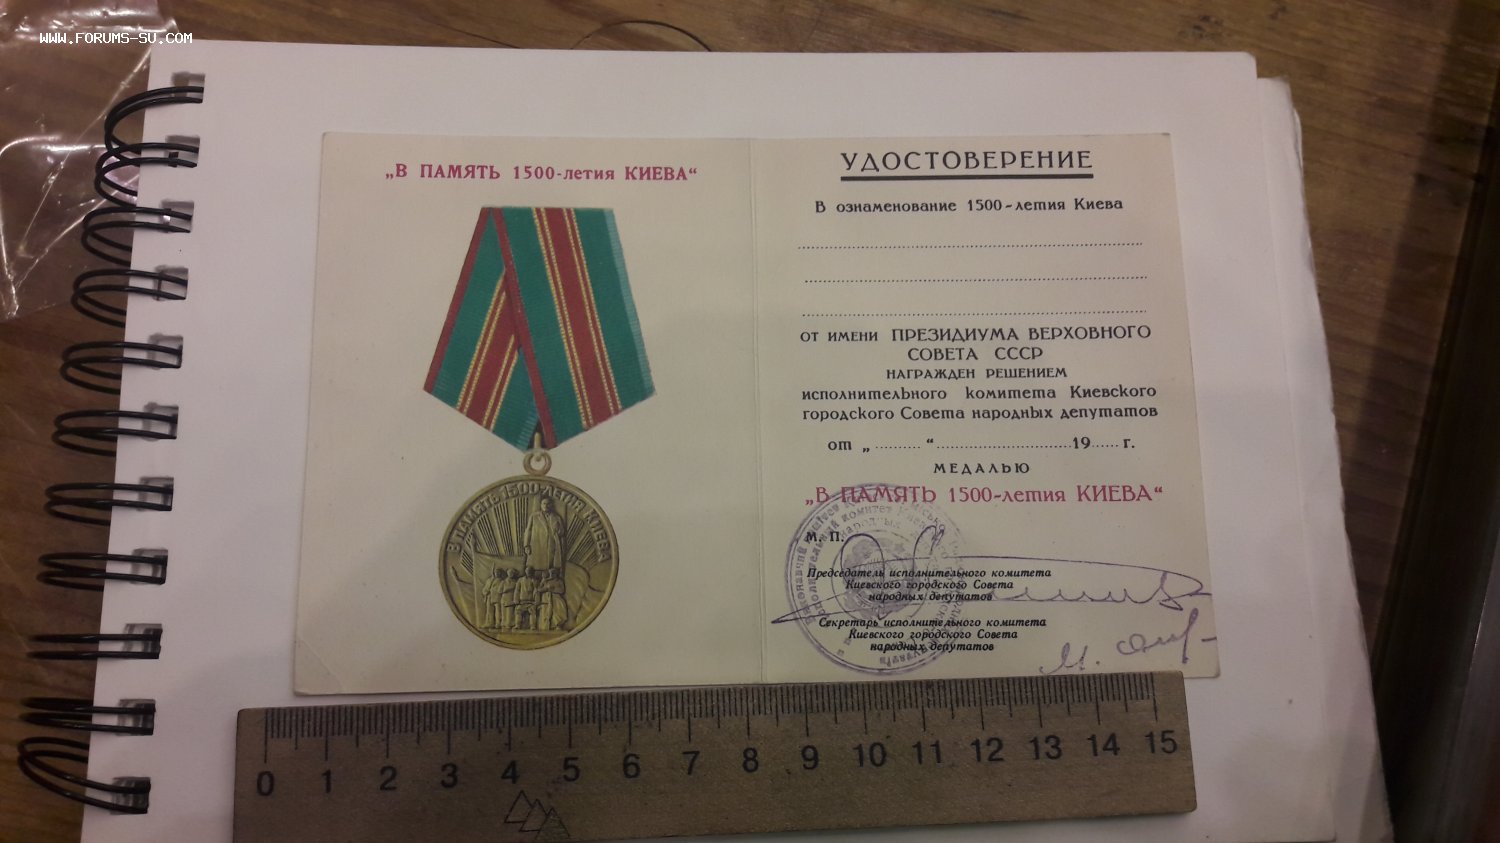 WWW.FORUMS-SU.COM
„В ПАМЯТЬ 1500-летия КИЕВА“
В ПАМЯТЬ 1500-ЛЕТИЯ КИЕВА
УДОСТОВЕРЕНИЕ
В ознаменование 1500-летия Киева
от имени ПРЕЗИДИУМА ВЕРХОВНОГО
СОВЕТА СССР
НАГРАЖДЕН РЕШЕНИЕМ
исполнительного комитета Киевского
городского Совета народных депутатов
от „ .......... “ .............................. 19...... г.
МЕДАЛЬЮ
„В ПАМЯТЬ 1500-летия КИЕВА“
М. П.
Председатель исполнительного комитета
Киевского городского Совета
народных депутатов
Секретарь исполнительного комитета
Киевского городского Совета
народных депутатов
0 1 2 3 4 5 6 7 8 9 10 11 12 13 14 15